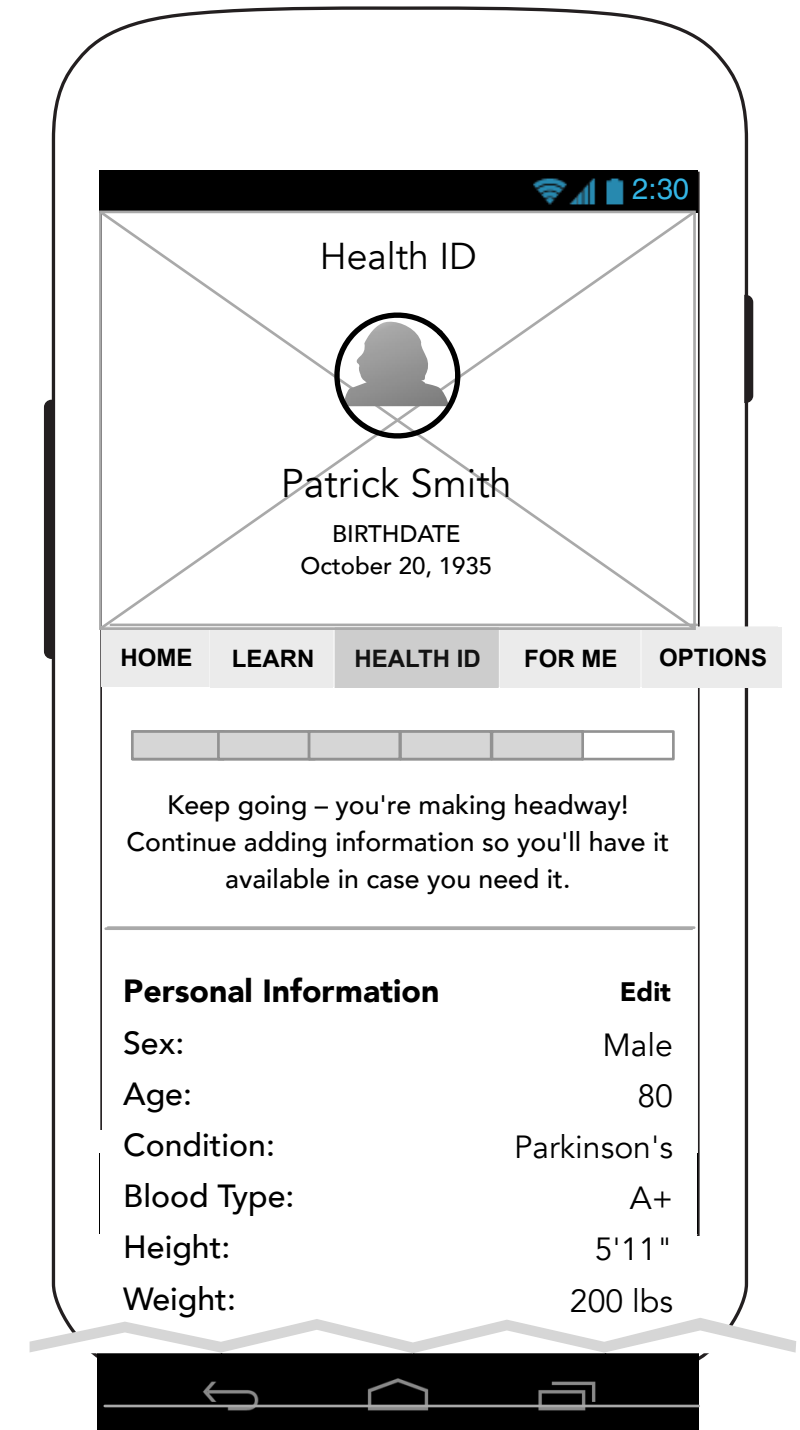 2:30
Health ID
Patrick Smith
BIRTHDATE
October 20, 1935
HOME LEARN HEALTH ID FOR ME OPTIONS
Keep going – you're making headway!
Continue adding information so you'll have it
available in case you need it.
Personal Information Edit
Sex: Male
Age: 80
Condition: Parkinson's
Blood Type: A+
Height: 5'11"
Weight: 200 lbs